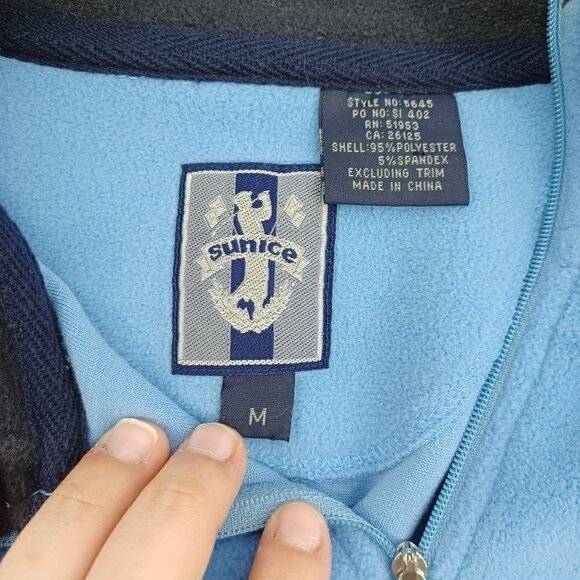 STYLE NO:5645
PO NO:SI 402
RN: 51953
CA: 26125
SHELL:95%POLYESTER
5%SPANDEX
EXCLUDING TRIM
MADE IN CHINA
sunice
M